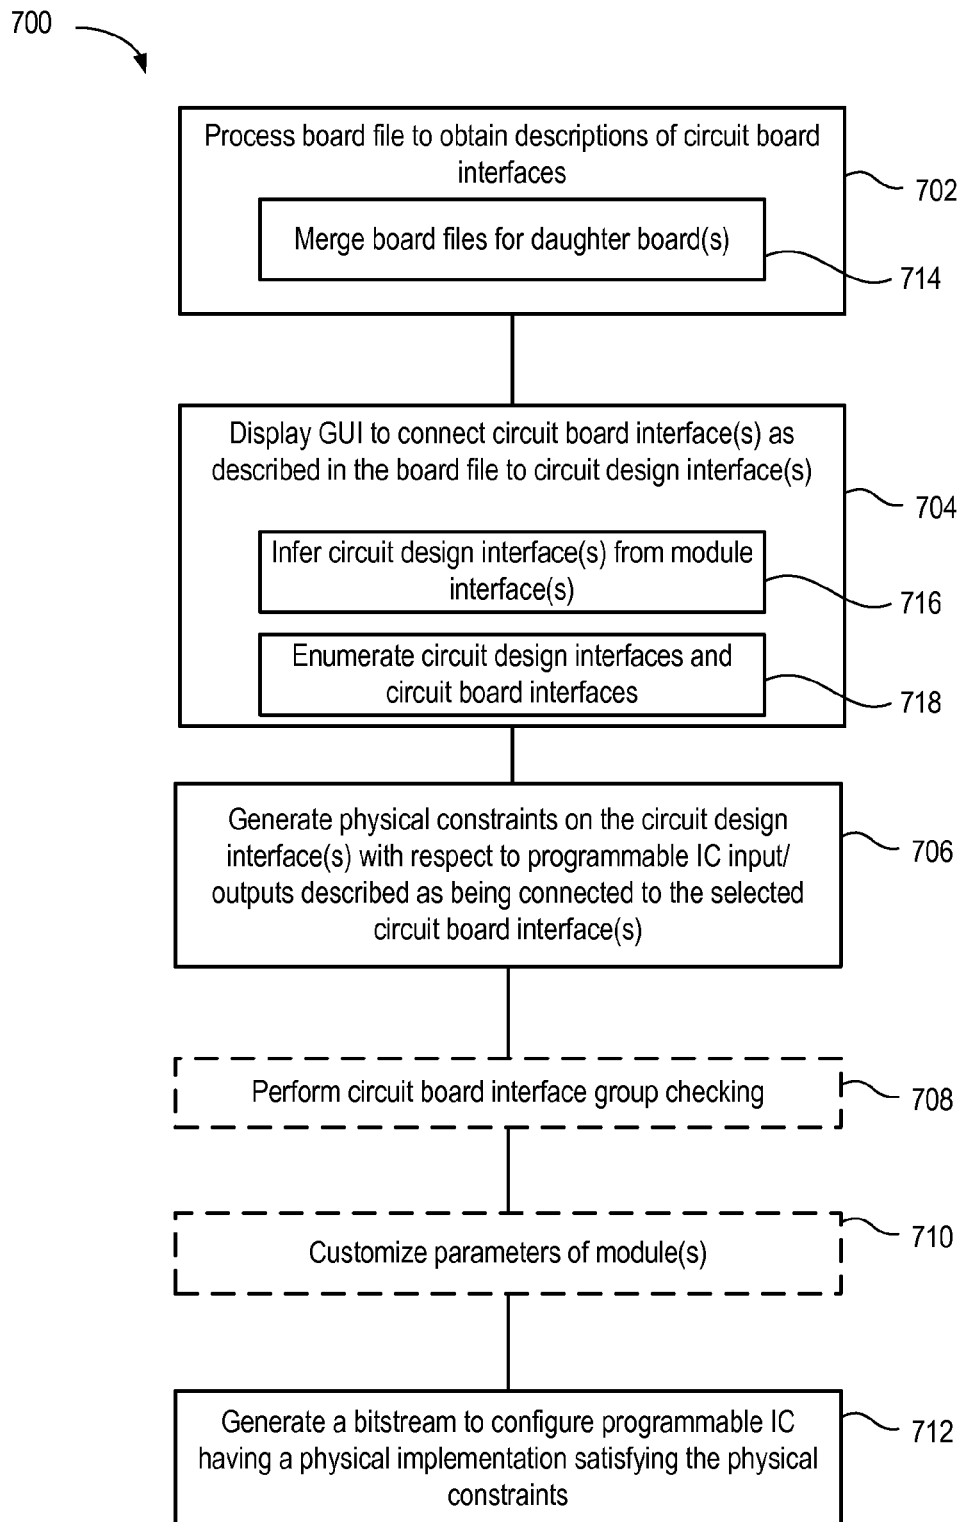 700
Process board file to obtain descriptions of circuit board
interfaces
702
Merge board files for daughter board(s)
714
Display GUI to connect circuit board interface(s) as
described in the board file to circuit design interface(s)
704
Infer circuit design interface(s) from module
interface(s)
716
Enumerate circuit design interfaces and
circuit board interfaces
718
Generate physical constraints on the circuit design
interface(s) with respect to programmable IC input/
outputs described as being connected to the selected
circuit board interface(s)
706
Perform circuit board interface group checking
708
Customize parameters of module(s)
710
Generate a bitstream to configure programmable IC
having a physical implementation satisfying the physical
constraints
712